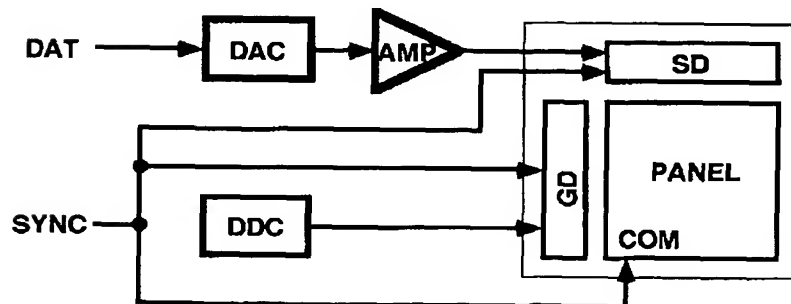 DAT
DAC
AMP
SD
GD
PANEL
SYNC
DDC
COM